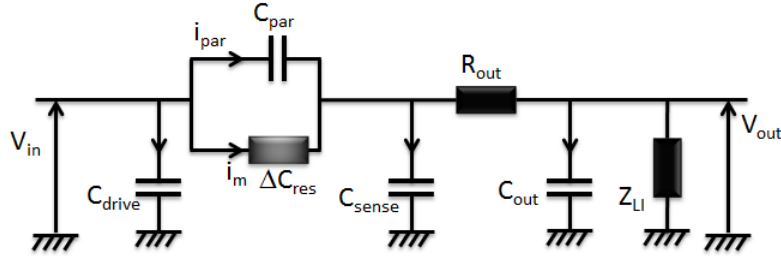 C_par
i_par
R_out
V_in
V_out
i_m
ΔC_res
C_drive
C_sense
C_out
Z_LI